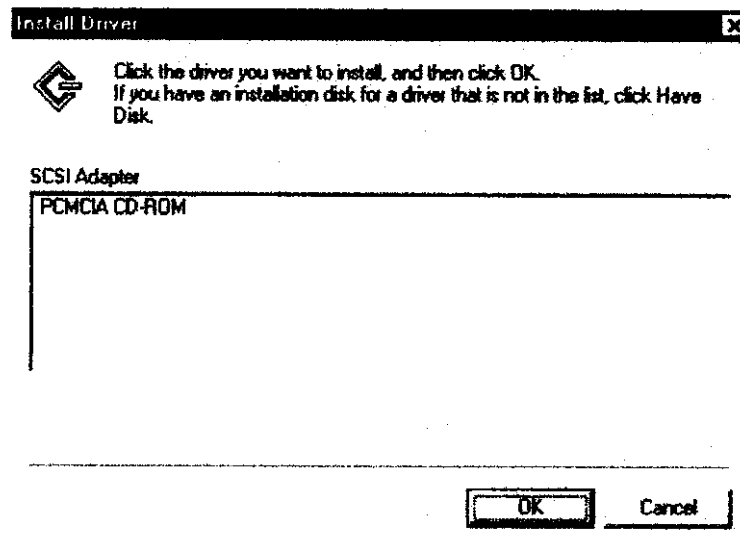 Install Driver
Click the driver you want to install, and then click OK.
If you have an installation disk for a driver that is not in the list, click Have
Disk.
SCSI Adapter
PCMCIA CD-ROM
OK
Cancel